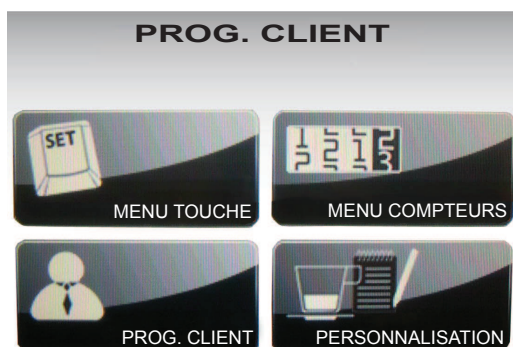 PROG. CLIENT
SET
MENU TOUCHE
MENU COMPTEURS
PROG. CLIENT
PERSONNALISATION